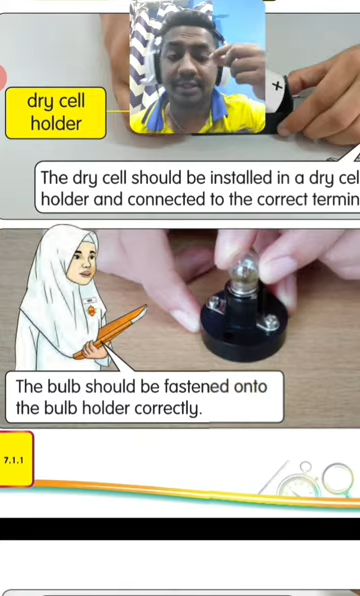 dry cell
holder
+
The dry cell should be installed in a dry cel
holder and connected to the correct termin
The bulb should be fastened onto
the bulb holder correctly.
7.1.1